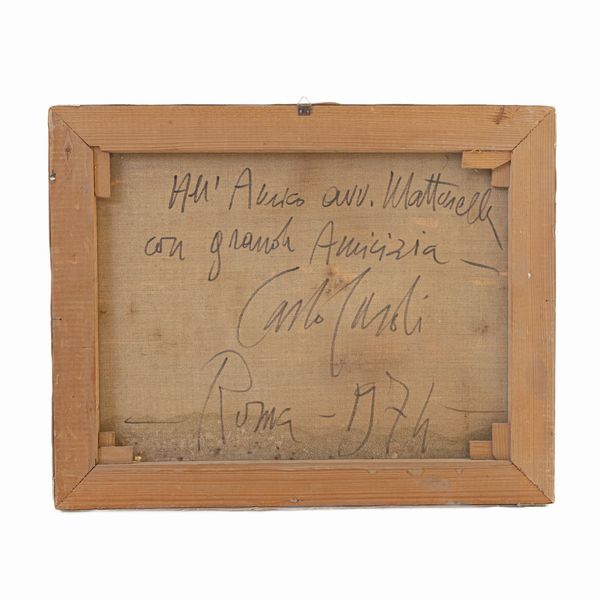 All' Amico avv. Mattarella
con grande Amicizia —
Carlo
— Roma — 1974 —